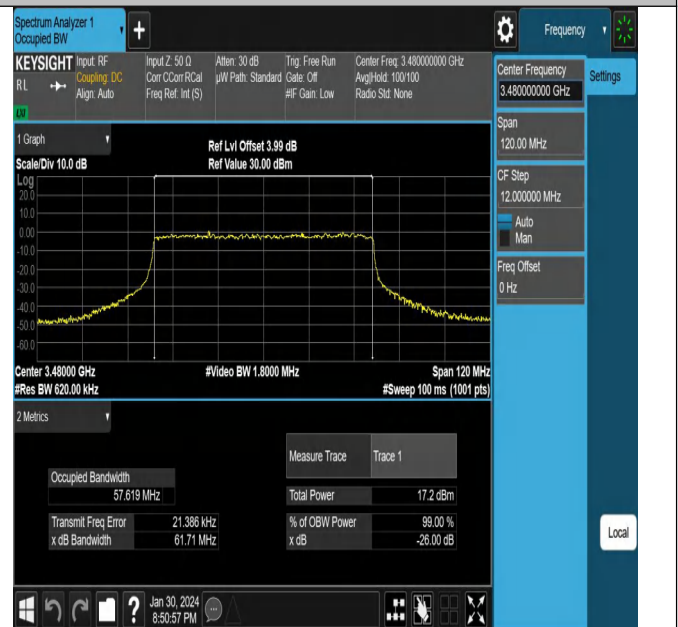 Spectrum Analyzer 1
Occupied BW
+
Frequency
KEYSIGHT
RL
LXI
Input: RF
Coupling: DC
Align: Auto
Input Z: 50 Ω
Corr CCorr RCal
Freq Ref: Int (S)
Atten: 30 dB
µW Path: Standard
Trig: Free Run
Gate: Off
#IF Gain: Low
Center Freq: 3.480000000 GHz
Avg|Hold: 100/100
Radio Std: None
Center Frequency
3.480000000 GHz
Settings
Span
120.00 MHz
CF Step
12.000000 MHz
Auto
Man
Freq Offset
0 Hz
1 Graph
Scale/Div 10.0 dB
Ref Lvl Offset 3.99 dB
Ref Value 30.00 dBm
Log
20.0
10.0
0.00
-10.0
-20.0
-30.0
-40.0
-50.0
-60.0
Center 3.48000 GHz
#Video BW 1.8000 MHz
Span 120 MHz
#Res BW 620.00 kHz
#Sweep 100 ms (1001 pts)
2 Metrics
Measure Trace Trace 1
Occupied Bandwidth
57.619 MHz
Total Power 17.2 dBm
Transmit Freq Error 21.386 kHz
% of OBW Power 99.00 %
x dB Bandwidth 61.71 MHz
x dB -26.00 dB
Local
?
Jan 30, 2024
8:50:57 PM